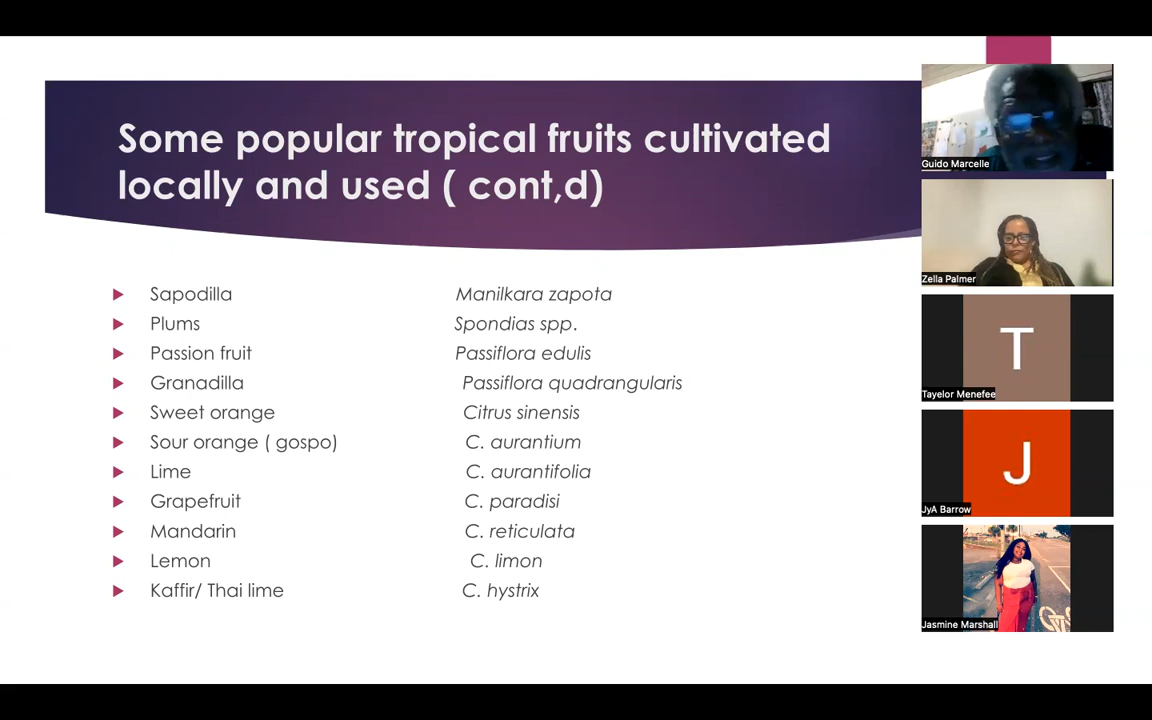 Some popular tropical fruits cultivated
locally and used ( cont,d)
Sapodilla Manilkara zapota
Plums Spondias spp.
Passion fruit Passiflora edulis
Granadilla Passiflora quadrangularis
Sweet orange Citrus sinensis
Sour orange ( gospo) C. aurantium
Lime C. aurantifolia
Grapefruit C. paradisi
Mandarin C. reticulata
Lemon C. limon
Kaffir/ Thai lime C. hystrix
Guido Marcelle
Zella Palmer
T
Tayelor Menefee
J
JyA Barrow
Jasmine Marshall